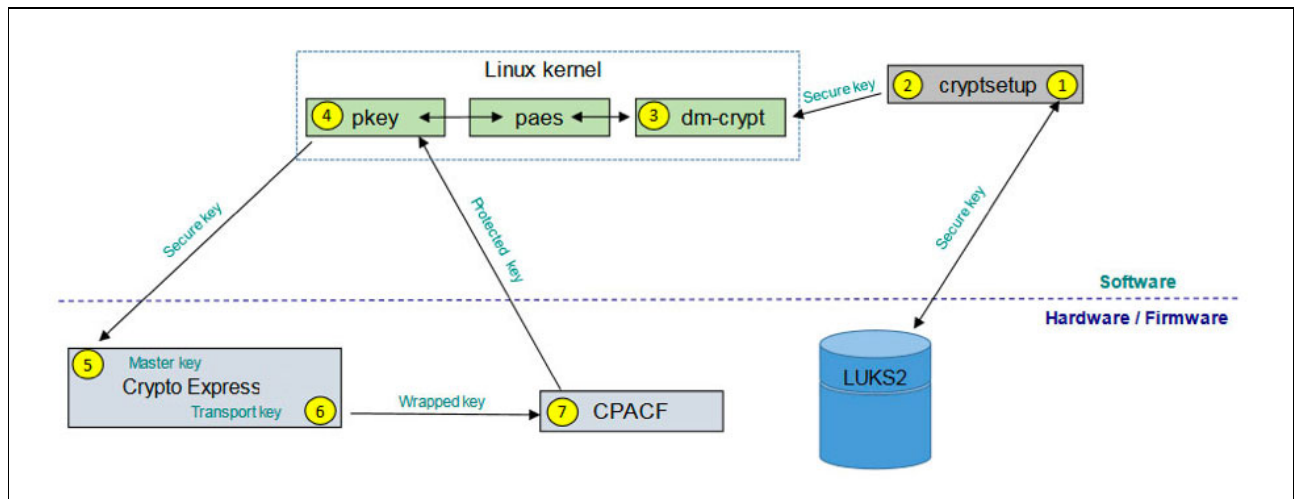 Linux kernel
4 pkey
paes
3 dm-crypt
Secure key
2 cryptsetup 1
Secure key
Protected key
Secure key
Software
Hardware / Firmware
5 Master key
Crypto Express
Transport key 6
Wrapped key
7 CPACF
LUKS2